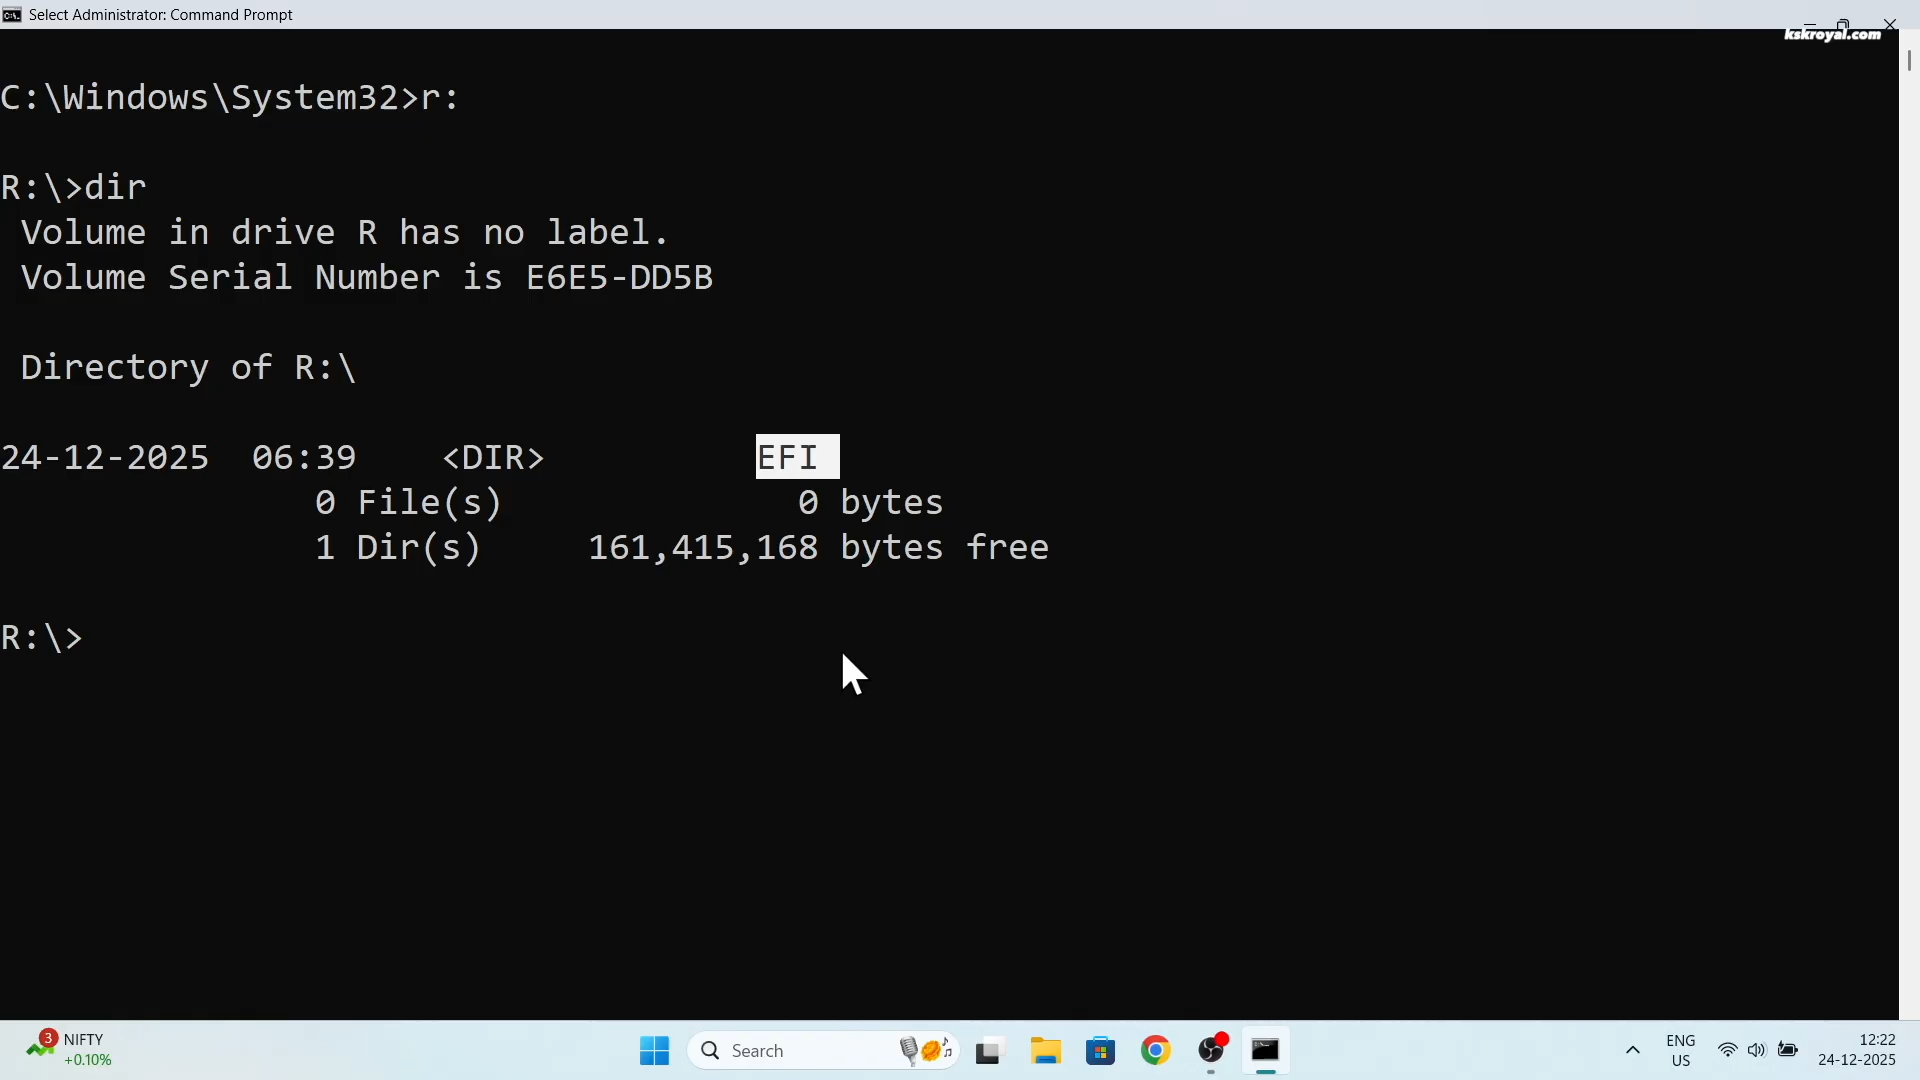 Select Administrator: Command Prompt
kskroyal.com
C:\Windows\System32>r:
R:\>dir
Volume in drive R has no label.
Volume Serial Number is E6E5-DD5B
Directory of R:\
24-12-2025  06:39    <DIR>          EFI
0 File(s)              0 bytes
1 Dir(s)     161,415,168 bytes free
R:\>
3 NIFTY
+0.10%
Search
ENG
US
12:22
24-12-2025